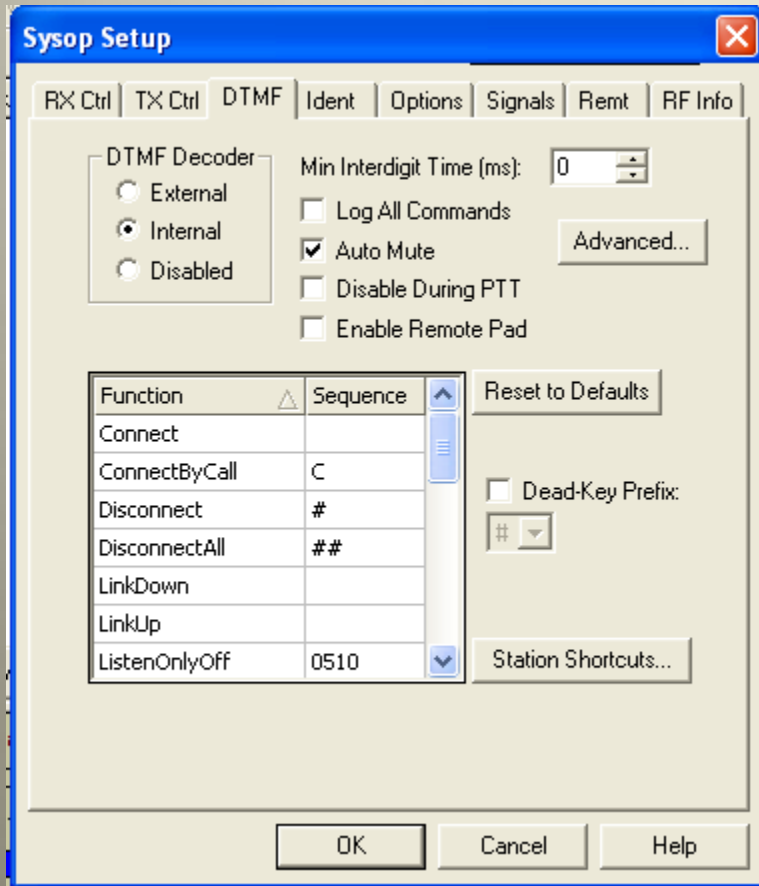 Sysop Setup
RX Ctrl TX Ctrl DTMF Ident Options Signals Remt RF Info
DTMF Decoder
External
Internal
Disabled
Min Interdigit Time (ms): 0
Log All Commands
Auto Mute
Disable During PTT
Enable Remote Pad
Advanced...
Function Sequence
Connect
ConnectByCall C
Disconnect #
DisconnectAll ##
LinkDown
LinkUp
ListenOnlyOff 0510
Reset to Defaults
Dead-Key Prefix:
#
Station Shortcuts...
OK Cancel Help